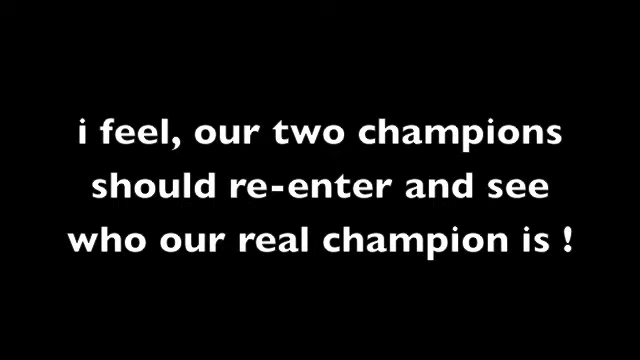 i feel, our two champions
should re-enter and see
who our real champion is !